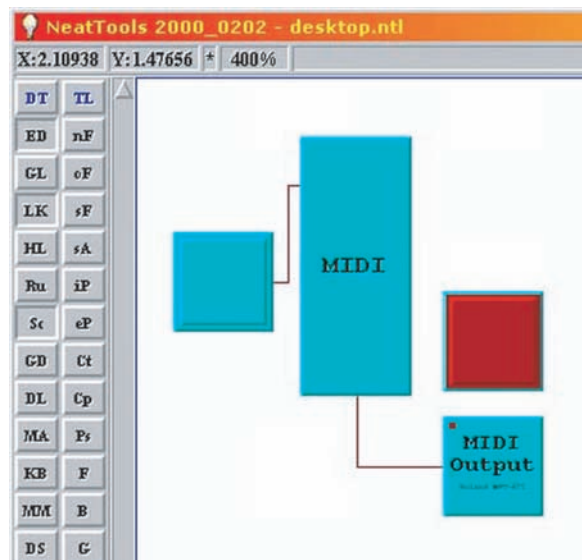 NeatTools 2000_0202 - desktop.ntl
X:2.10938 Y:1.47656 * 400%
DT TL
ED nF
GL oF
LK sF
HL sA
Ru iP
Sc eP
GD Ct
DL Cp
MA Ps
KB F
MM B
DS G
MIDI
MIDI
Output